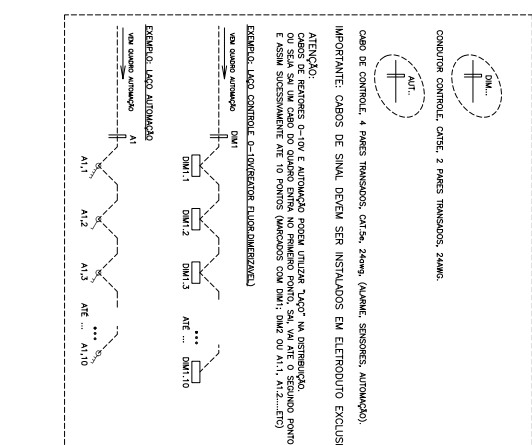 DIM...
CONDUTOR CONTROLE, CAT5E, 2 PARES TRANSADOS, 24AWG.
AUT...
CABO DE CONTROLE, 4 PARES TRANSADOS, CAT.5e, 24awg, (ALARME, SENSORES, AUTOMAÇÃO).
IMPORTANTE: CABOS DE SINAL DEVEM SER INSTALADOS EM ELETRODUTO
ATENÇÃO:
CABOS DE REATORES 0-10V E AUTOMAÇÃO PODEM UTILIZAR "LAÇO" NA DISTRIBUIÇÃO.
OU SEJA SAI UM CABO DO QUADRO ENTRA NO PRIMEIRO PONTO, SAI, VAI ATE O SEGUNDO PONTO
E ASSIM SUCESSIVAMENTE ATE 10 PONTOS (MARCADOS COM DIM1; DIM2 OU A1.1, A1.2.....ETC)
EXEMPLO: LAÇO CONTROLE 0-10V(REATOR FLUOR.DIMERIZAVEL)
VEM QUADRO AUTOMAÇÃO
DIM1
DIM1.1
DIM1.2
DIM1.3
ATÉ ...
DIM1.10
EXEMPLO: LAÇO AUTOMAÇÃO
VEM QUADRO AUTOMAÇÃO
A1
A1,1
A1,2
A1,3
ATÉ ...
A1,10